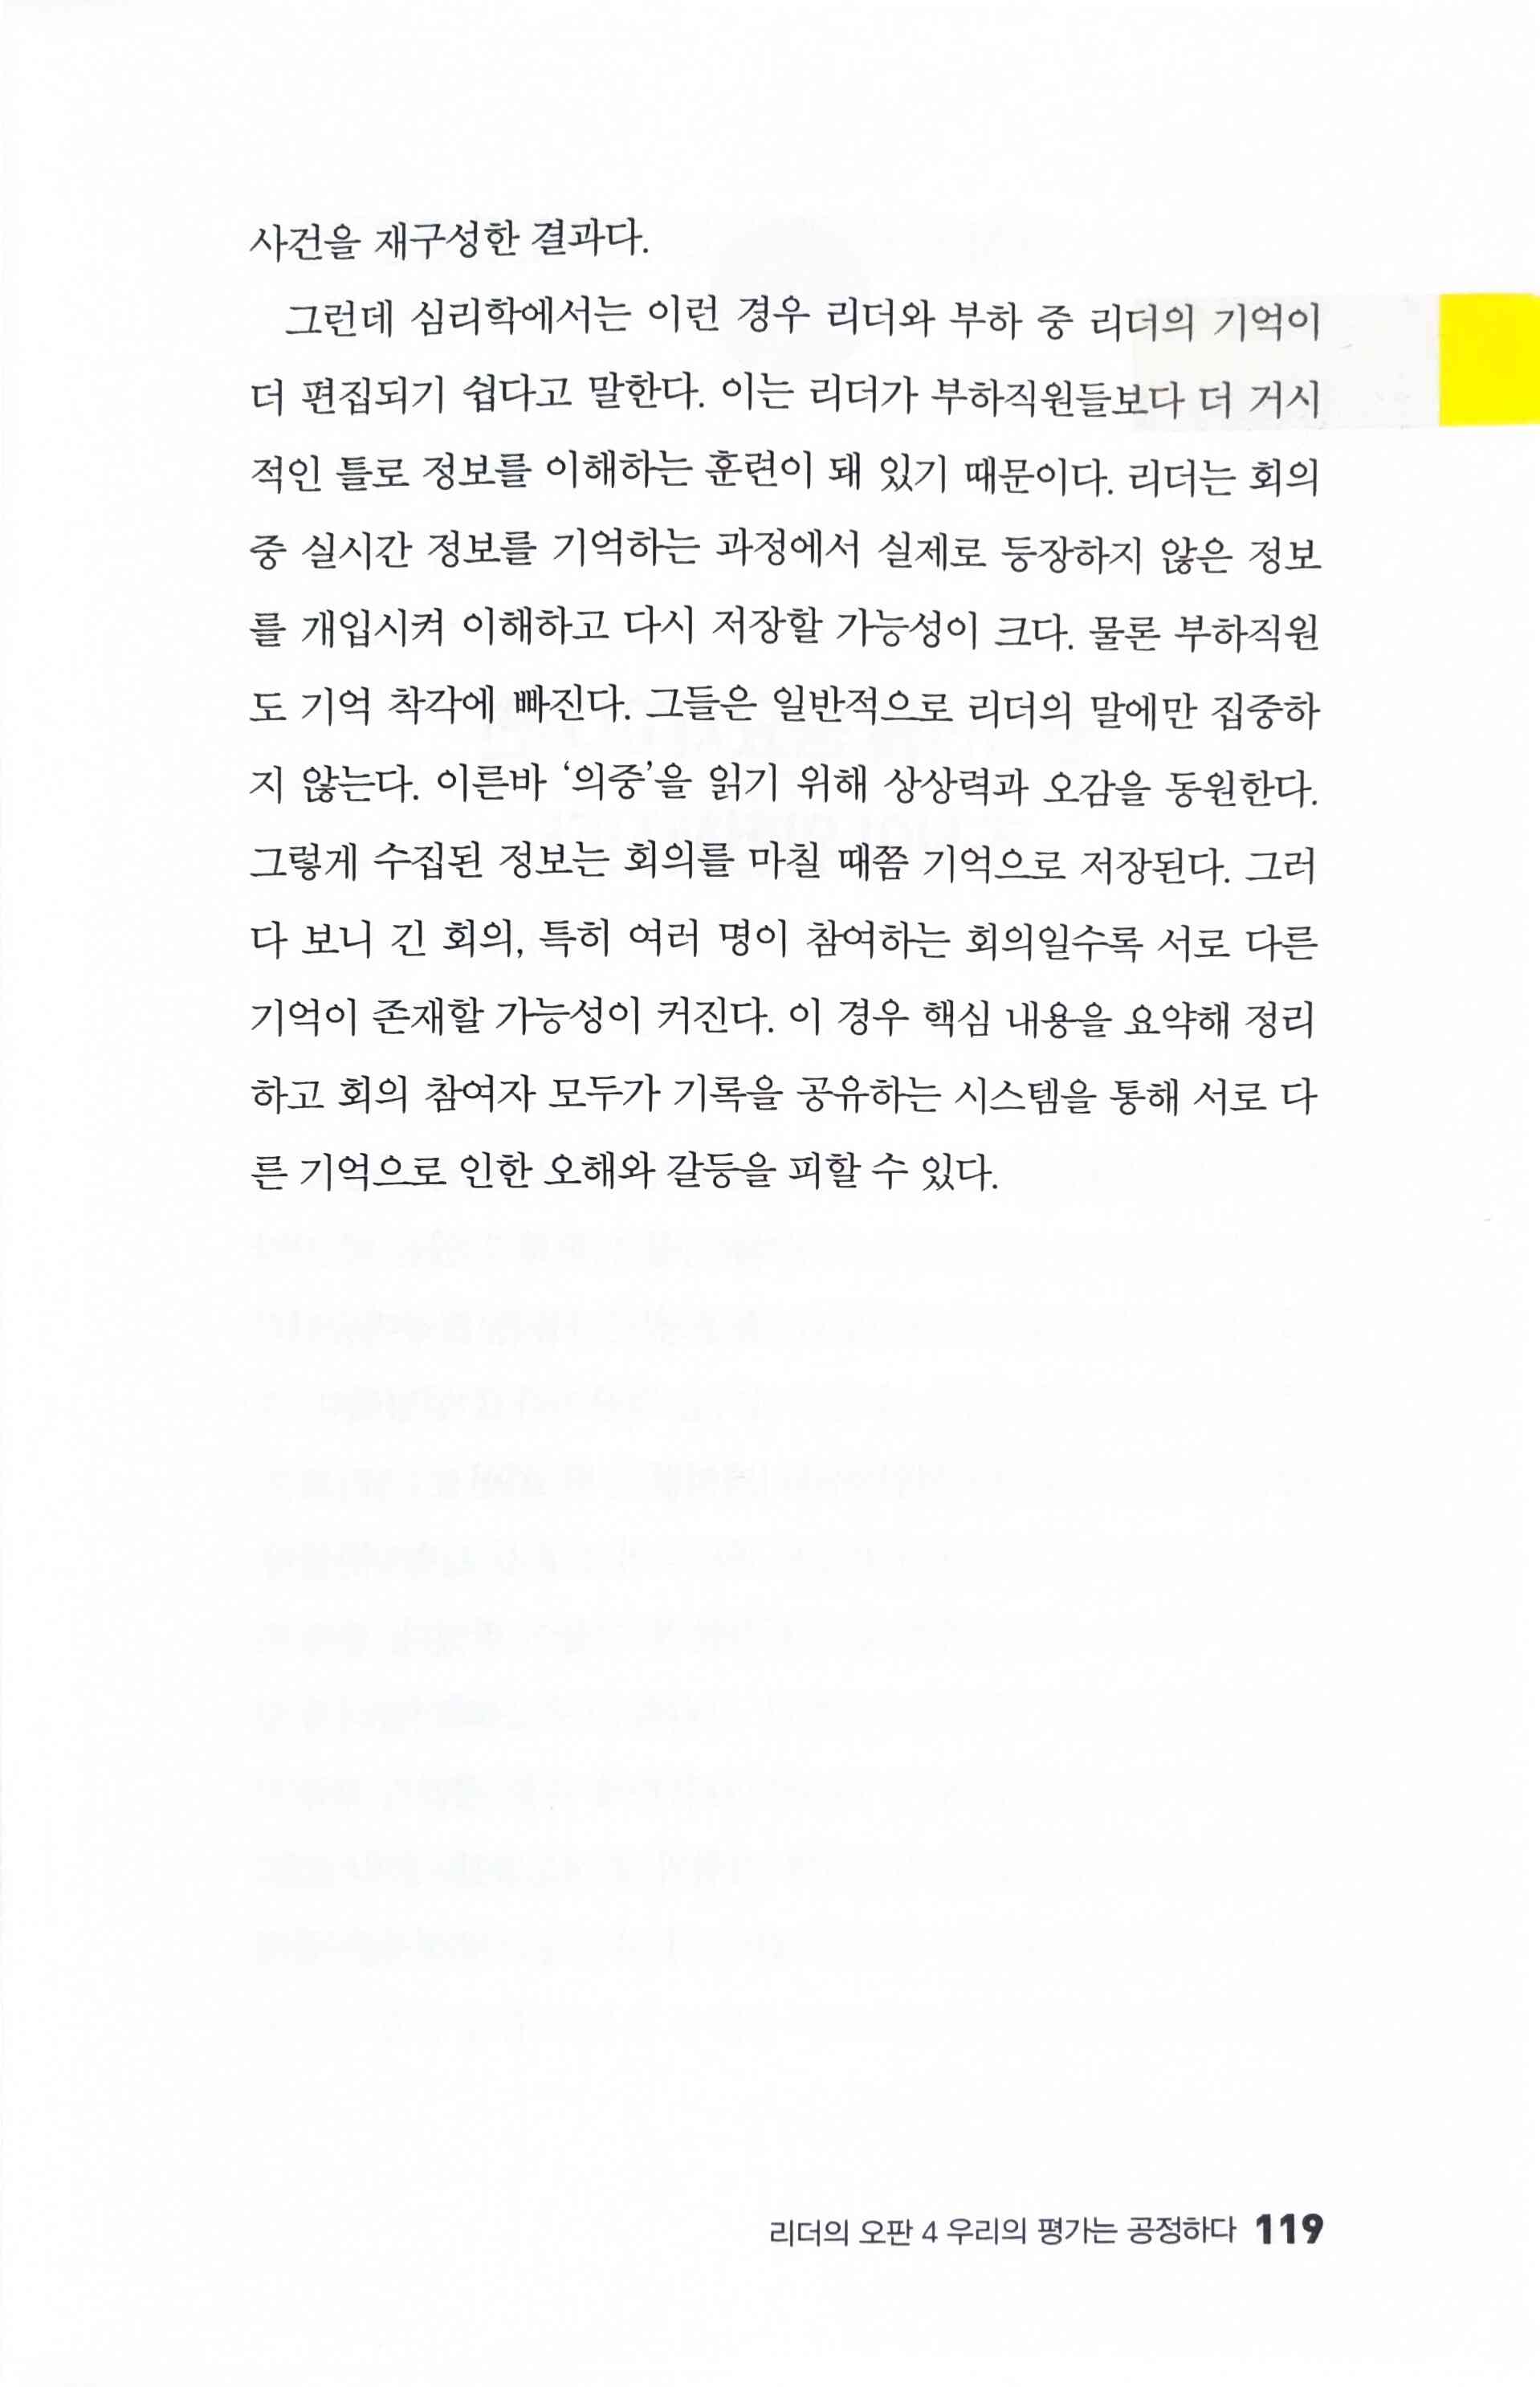 사건을 재구성한 결과다.
그런데 심리학에서는 이런 경우 리더와 부하 중 리더의 기억이
더 편집되기 쉽다고 말한다. 이는 리더가 부하직원들보다 더 거시
적인 틀로 정보를 이해하는 훈련이 돼 있기 때문이다. 리더는 회의
중 실시간 정보를 기억하는 과정에서 실제로 등장하지 않은 정보
를 개입시켜 이해하고 다시 저장할 가능성이 크다. 물론 부하직원
도 기억 착각에 빠진다. 그들은 일반적으로 리더의 말에만 집중하
지 않는다. 이른바 ‘의중’을 읽기 위해 상상력과 오감을 동원한다.
그렇게 수집된 정보는 회의를 마칠 때쯤 기억으로 저장된다. 그러
다 보니 긴 회의, 특히 여러 명이 참여하는 회의일수록 서로 다른
기억이 존재할 가능성이 커진다. 이 경우 핵심 내용을 요약해 정리
하고 회의 참여자 모두가 기록을 공유하는 시스템을 통해 서로 다
른 기억으로 인한 오해와 갈등을 피할 수 있다.
리더의 오판 4 우리의 평가는 공정하다 119